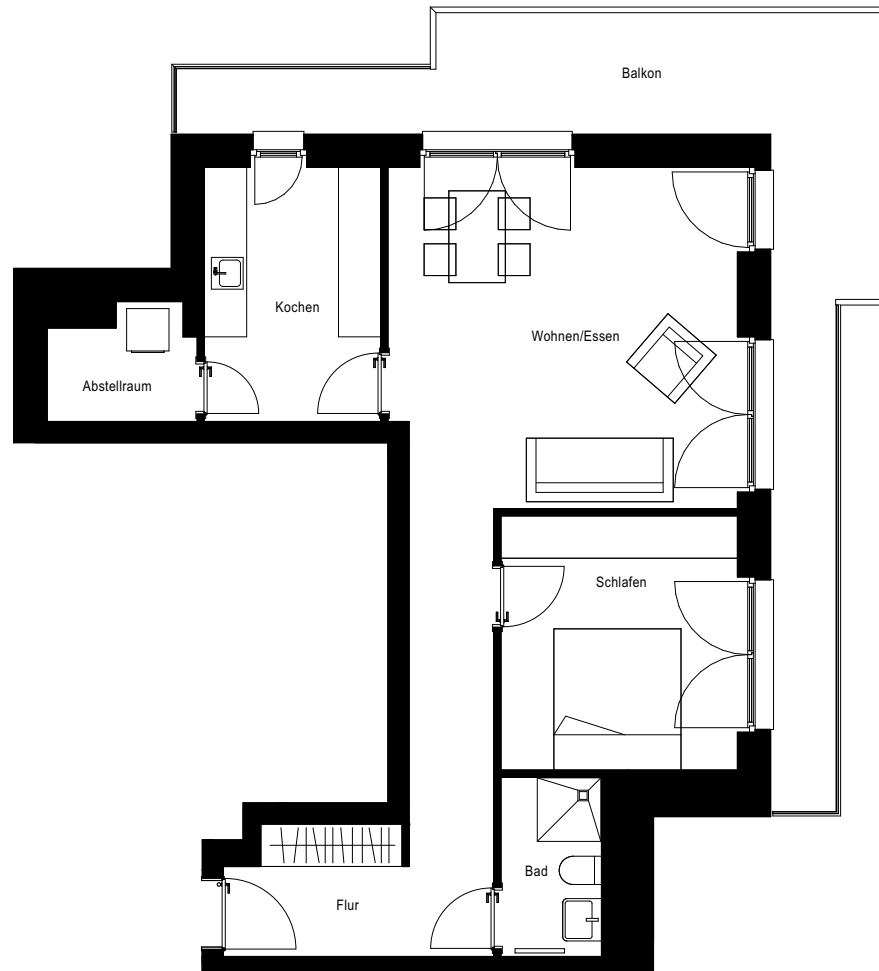 Balkon
Kochen
Wohnen/Essen
Abstellraum
Schlafen
Bad
Flur